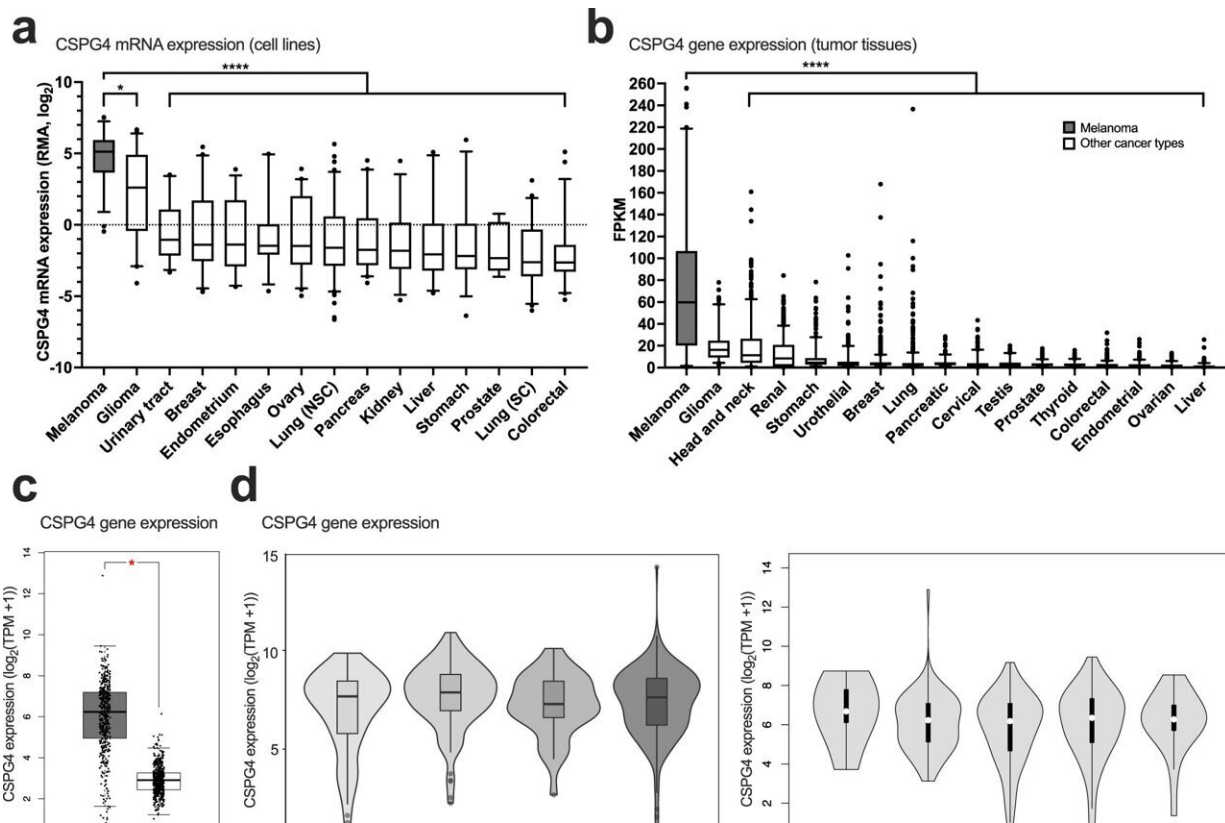 a
CSPG4 mRNA expression (cell lines)
CSPG4 mRNA expression (RMA, log2)
10
5
0
-5
-10
*
****
Melanoma
Glioma
Urinary tract
Breast
Endometrium
Esophagus
Ovary
Lung (NSC)
Pancreas
Kidney
Liver
Stomach
Prostate
Lung (SC)
Colorectal
b
CSPG4 gene expression (tumor tissues)
FPKM
260
240
220
200
180
160
140
120
100
80
60
40
20
0
****
Melanoma
Other cancer types
Melanoma
Glioma
Head and neck
Renal
Stomach
Urothelial
Breast
Lung
Pancreatic
Cervical
Testis
Prostate
Thyroid
Colorectal
Endometrial
Ovarian
Liver
c
CSPG4 gene expression
CSPG4 expression (log2(TPM +1))
14
12
10
8
6
4
2
*
d
CSPG4 gene expression
CSPG4 expression (log2(TPM +1))
15
10
5
CSPG4 expression (log2(TPM +1))
14
12
10
8
6
4
2